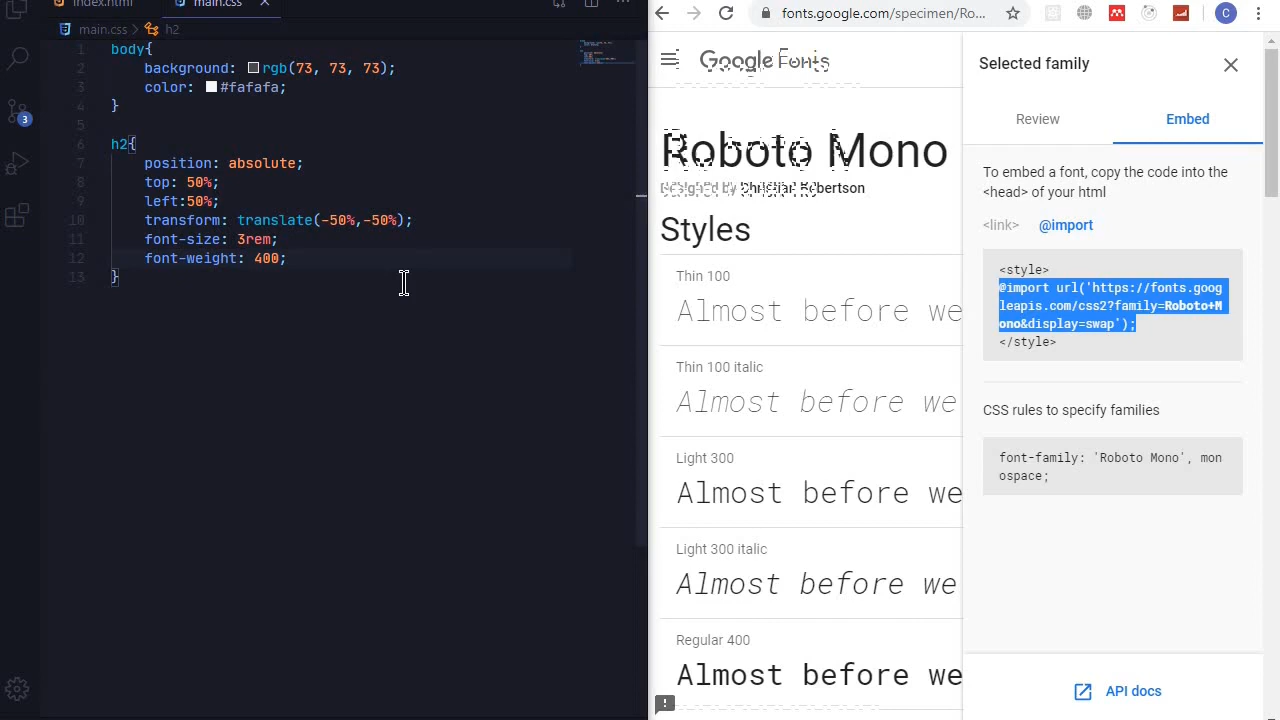 index.html
main.css
main.css > h2
1 body{
2 background: rgb(73, 73, 73);
3 color: #fafafa;
4 }
5
6 h2{
7 position: absolute;
8 top: 50%;
9 left:50%;
10 transform: translate(-50%,-50%);
11 font-size: 3rem;
12 font-weight: 400;
13 }
3
fonts.google.com/specimen/Ro...
C
Google Fonts
Roboto Mono
Designed by Christian Robertson
Styles
Thin 100
Almost before we
Thin 100 italic
Almost before we
Light 300
Almost before we
Light 300 italic
Almost before we
Regular 400
Almost before we
Selected family
Review
Embed
To embed a font, copy the code into the
<head> of your html
<link> @import
<style>
@import url('https://fonts.goog
leapis.com/css2?family=Roboto+M
ono&display=swap');
</style>
CSS rules to specify families
font-family: 'Roboto Mono', mon
ospace;
API docs